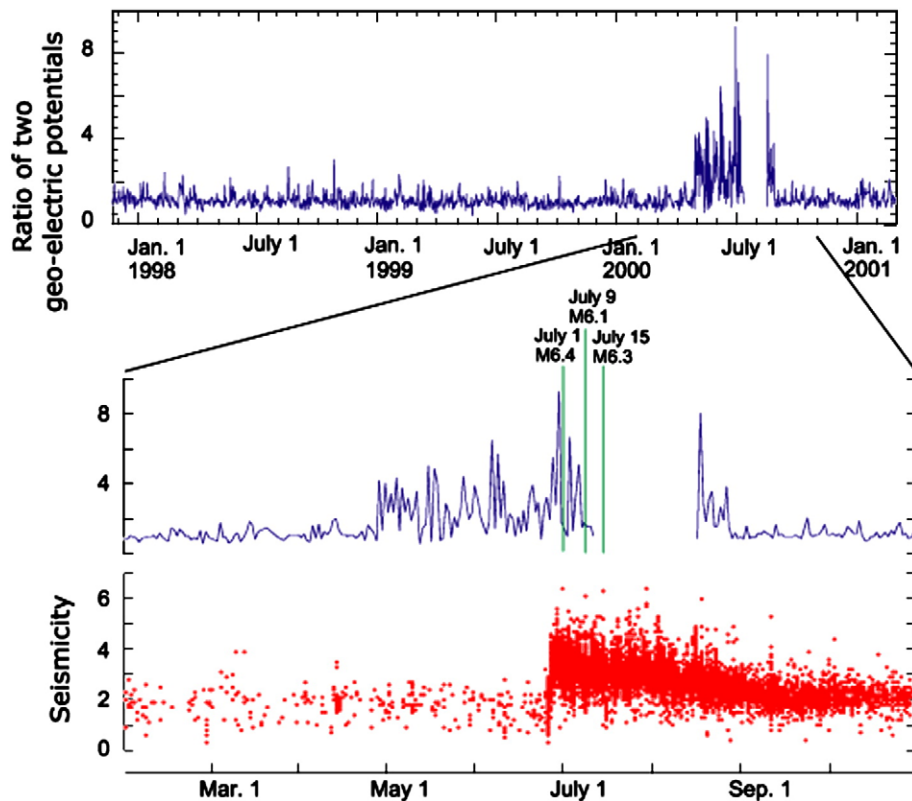 Ratio of two
geo-electric potentials
8
4
0
Jan. 1
1998
July 1
Jan. 1
1999
July 1
Jan. 1
2000
July 1
Jan. 1
2001
July 9
M6.1
July 1
M6.4
July 15
M6.3
8
4
Seismicity
6
4
2
0
Mar. 1
May 1
July 1
Sep. 1